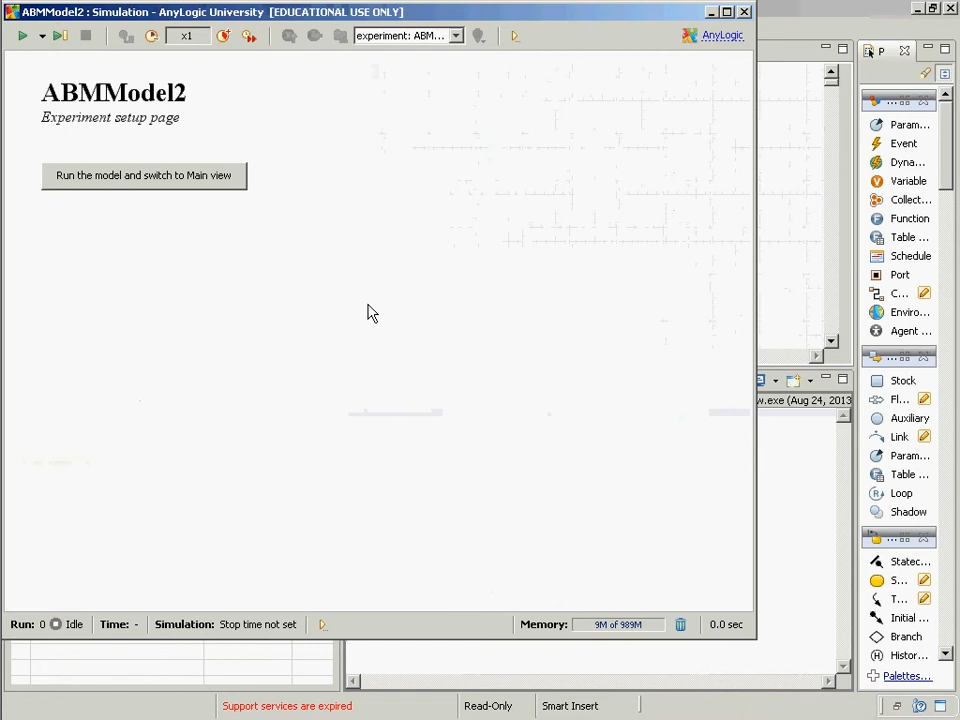 ABMModel2 : Simulation - AnyLogic University [EDUCATIONAL USE ONLY]
x1
experiment: ABM...
AnyLogic
ABMModel2
Experiment setup page
Run the model and switch to Main view
Run: 0 Idle
Time: -
Simulation: Stop time not set
Memory: 9M of 989M
0.0 sec
P
...
Param...
Event
Dyna...
Variable
Collect...
Function
Table ...
Schedule
Port
C...
Enviro...
Agent ...
...
Stock
Fl...
Auxiliary
Link
Param...
Table ...
Loop
Shadow
...
Statec...
S...
T...
Initial ...
Branch
Histor...
Palettes...
w.exe (Aug 24, 2013
Support services are expired
Read-Only
Smart Insert